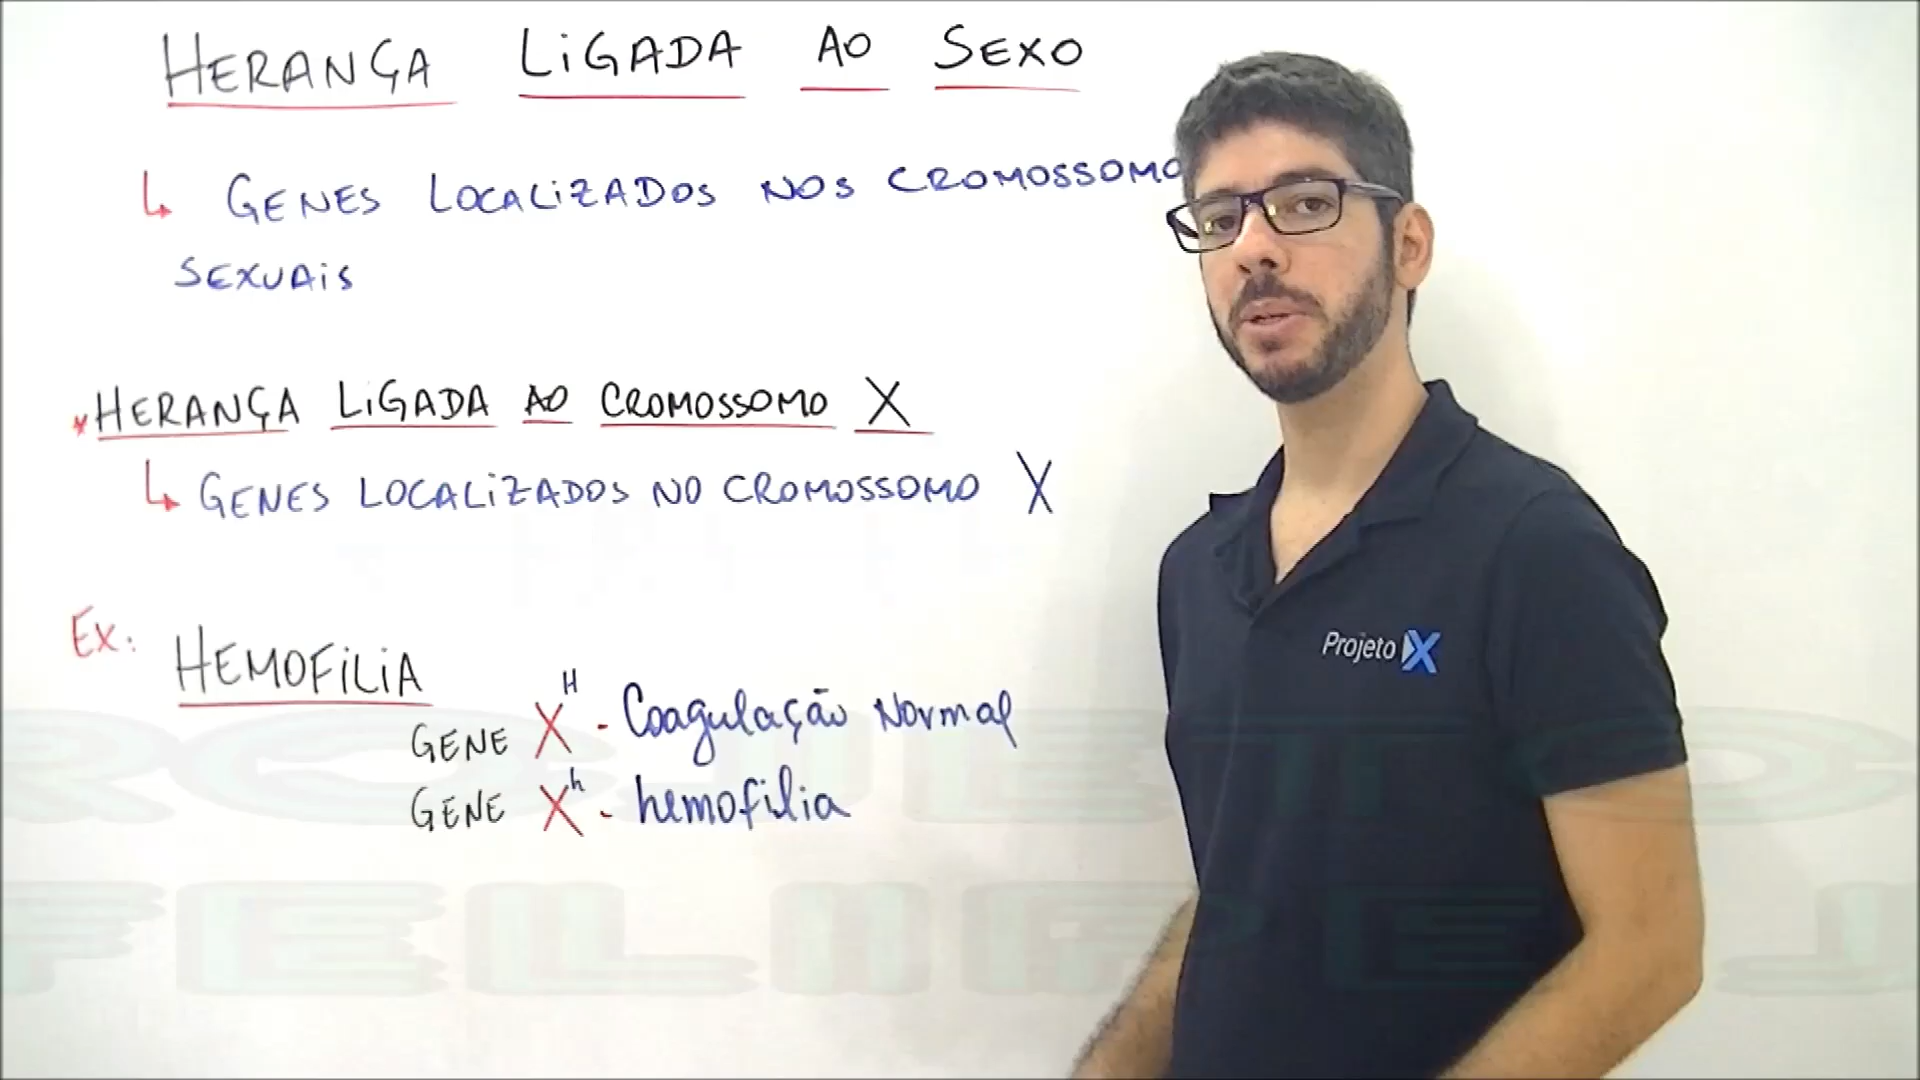 HERANÇA LIGADA AO SEXO
↳ GENES LOCALIZADOS NOS CROMOSSOMO
SEXUAIS
* HERANÇA LIGADA AO CROMOSSOMO X
↳ GENES LOCALIZADOS NO CROMOSSOMO X
Ex: HEMOFILIA
GENE X^H - Coagulação Normal
GENE X^h - hemofilia
Projeto X